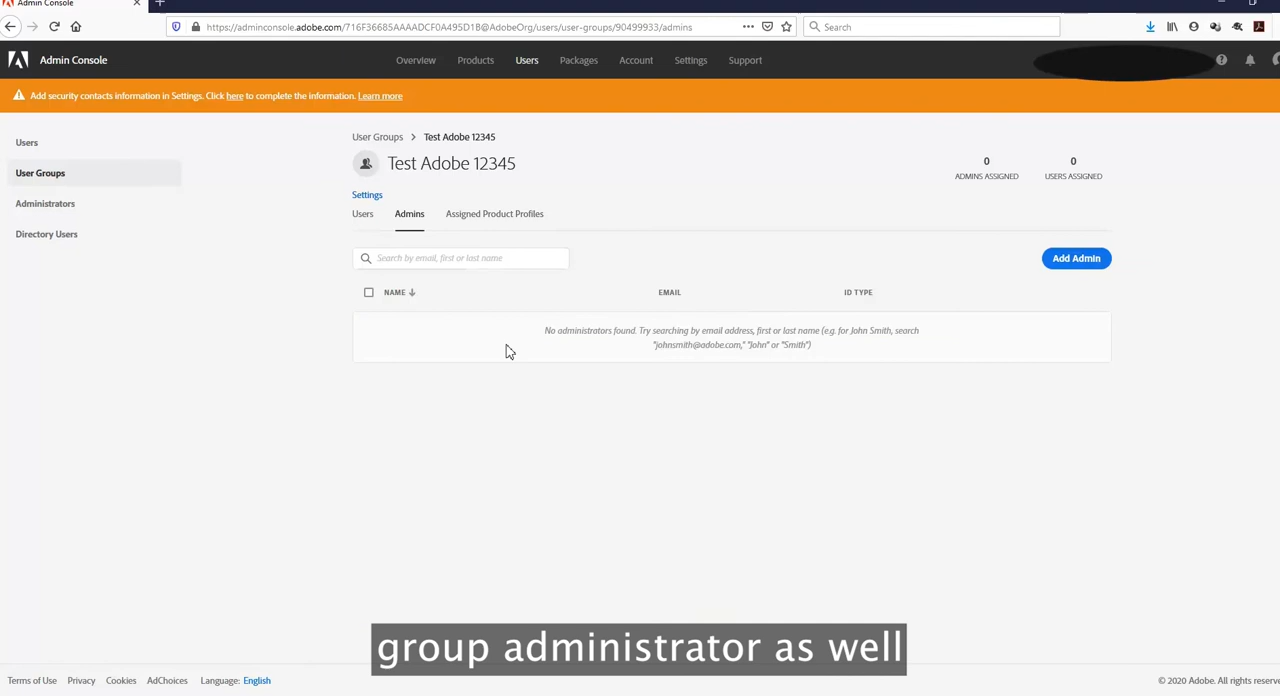 Admin Console
https://adminconsole.adobe.com/716F36685AAAADCF0A495D18@AdobeOrg/users/user-groups/90499933/admins
Search
Admin Console
Overview Products Users Packages Account Settings Support
Add security contacts information in Settings. Click here to complete the information. Learn more
Users
User Groups
Administrators
Directory Users
User Groups > Test Adobe 12345
Test Adobe 12345
0
ADMINS ASSIGNED
0
USERS ASSIGNED
Settings
Users Admins Assigned Product Profiles
Search by email, first or last name
Add Admin
NAME EMAIL ID TYPE
No administrators found. Try searching by email address, first or last name (e.g. for John Smith, search
"johnsmith@adobe.com," "John" or "Smith")
group administrator as well
Terms of Use Privacy Cookies AdChoices Language: English
© 2020 Adobe. All rights reserve